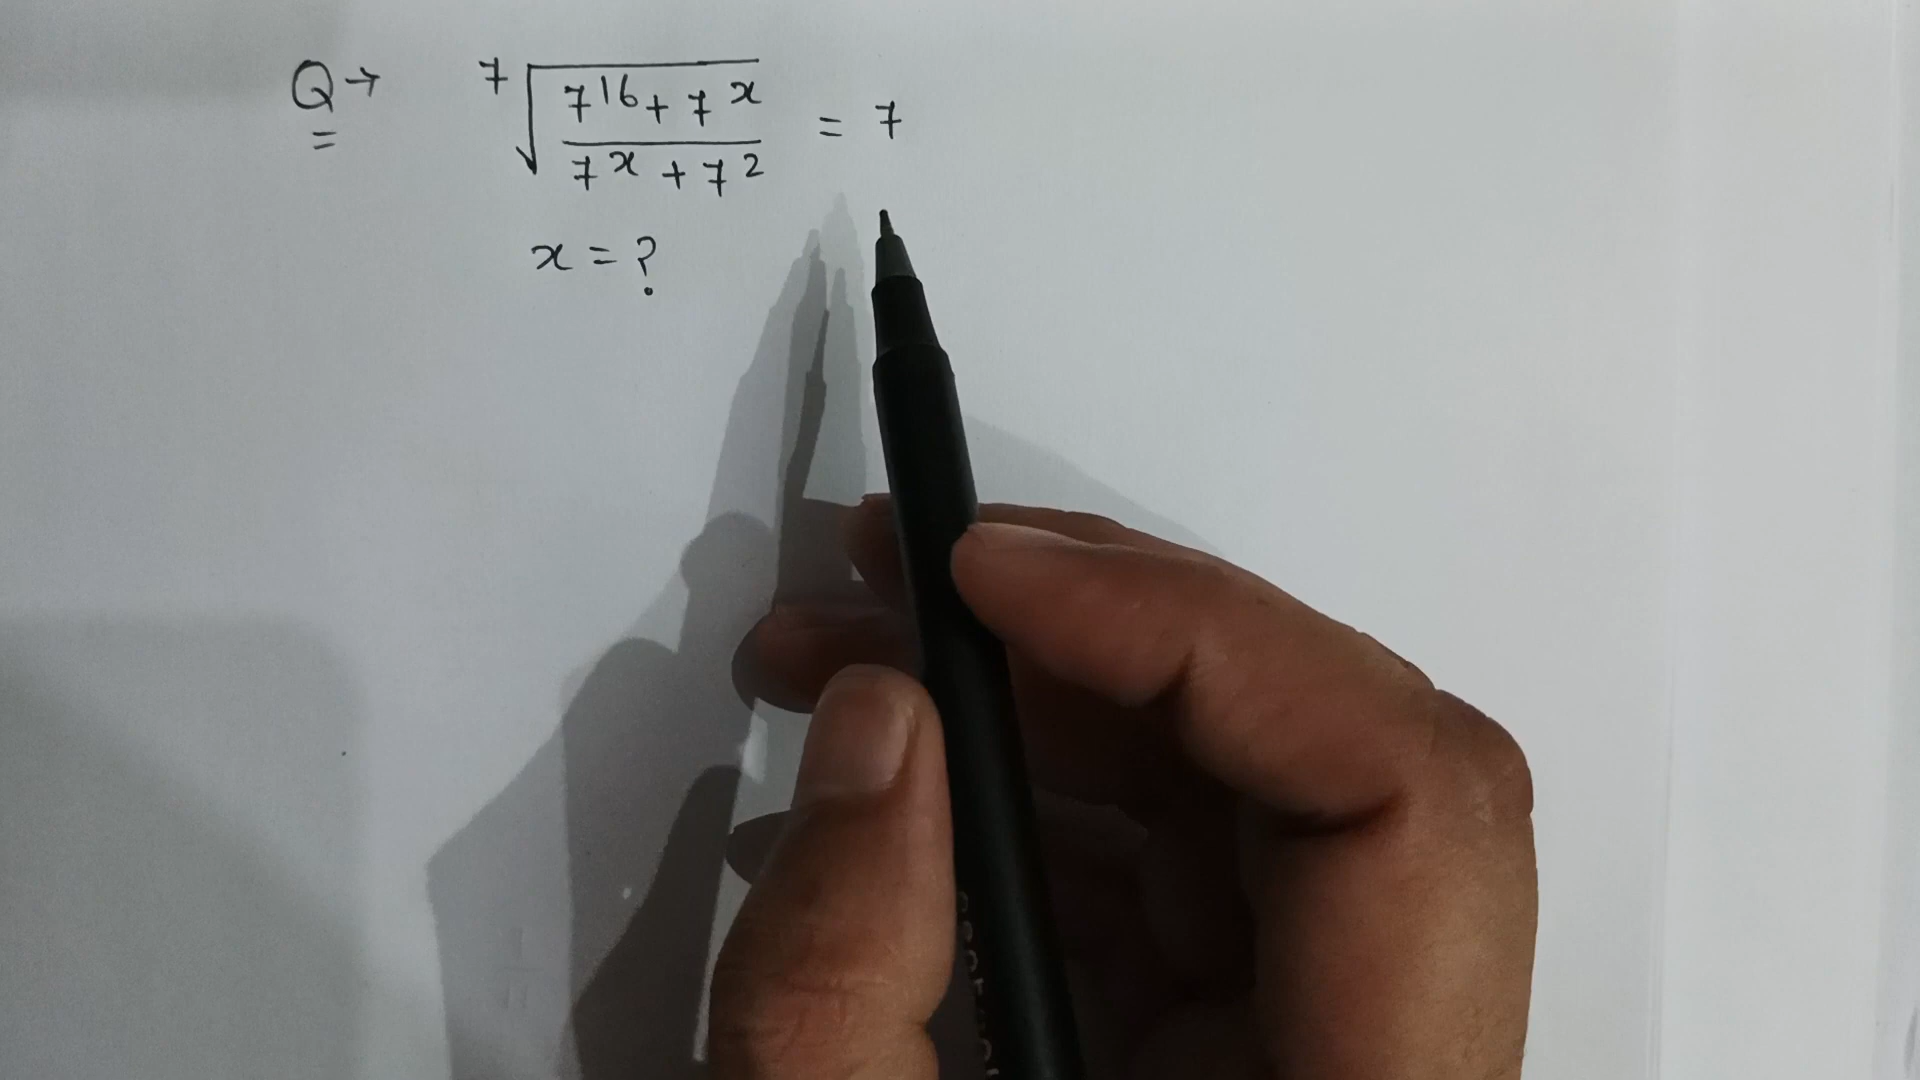 Q→ ⁷√((7¹⁶ + 7ˣ)/(7ˣ + 7²)) = 7
x = ?